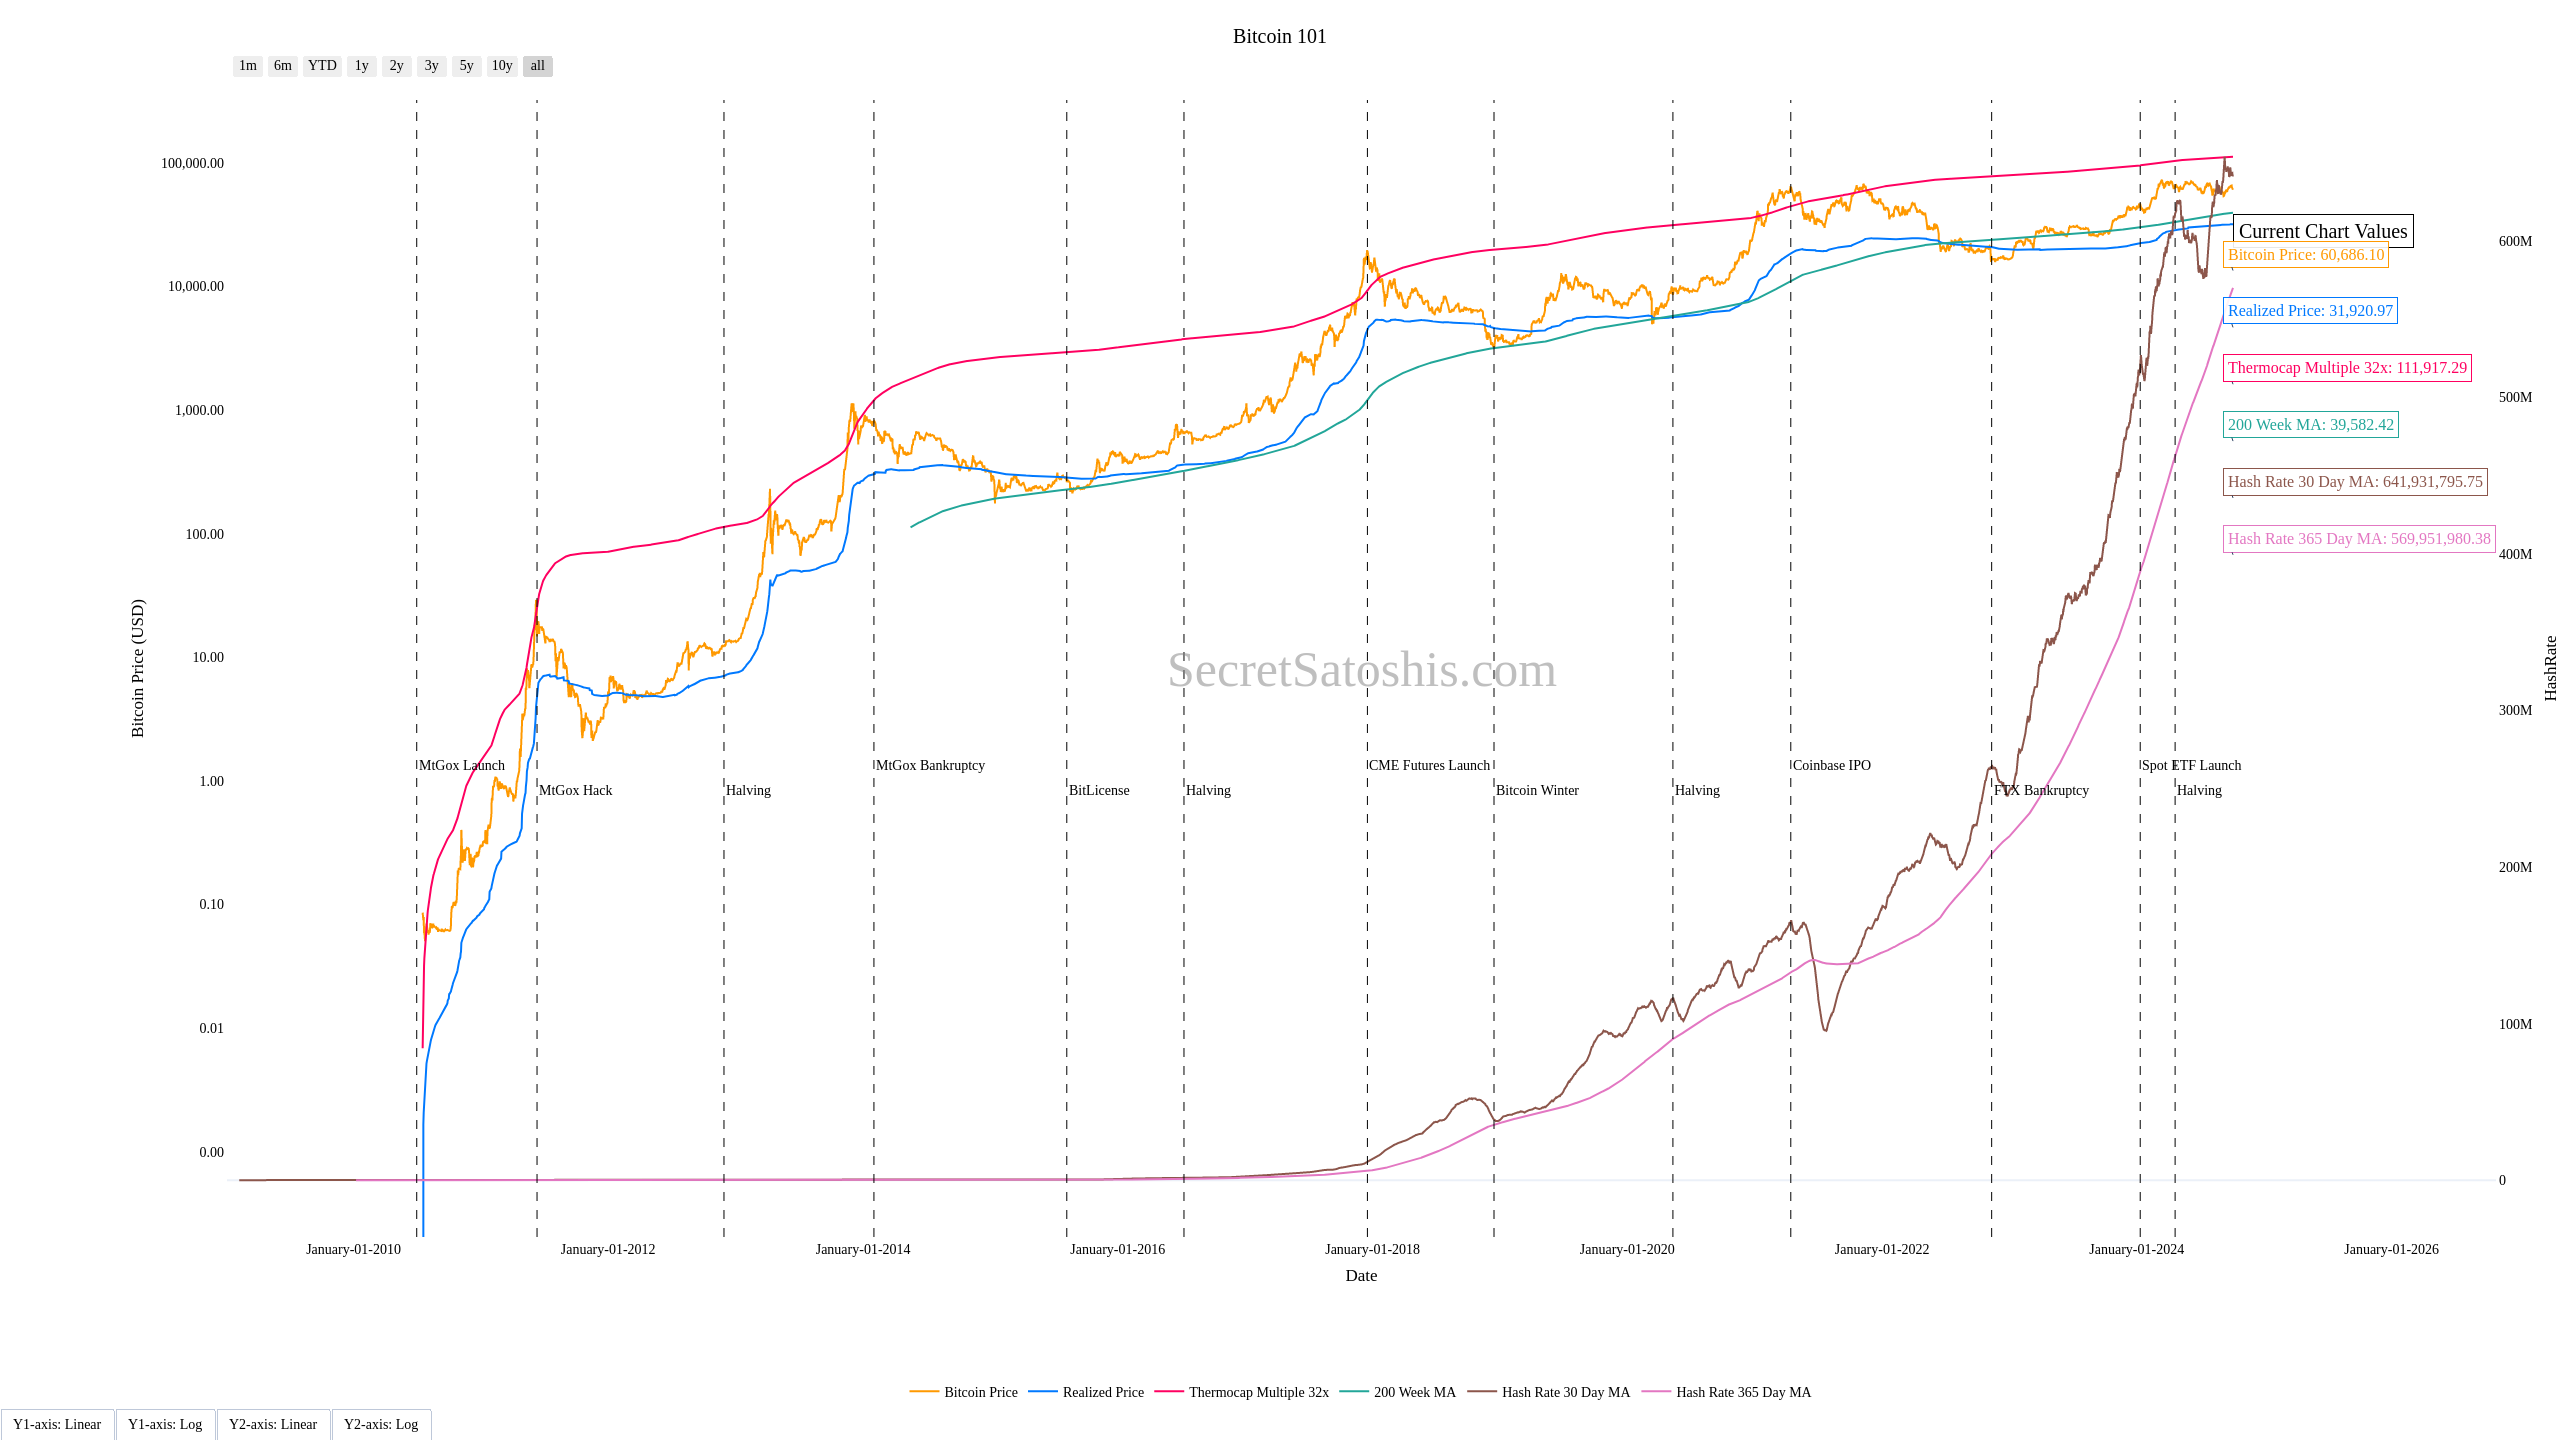 Bitcoin 101
1m 6m YTD 1y 2y 3y 5y 10y all
100,000.00
10,000.00
1,000.00
100.00
10.00
1.00
0.10
0.01
0.00
Bitcoin Price (USD)
600M
500M
400M
300M
200M
100M
0
HashRate
Current Chart Values
Bitcoin Price: 60,686.10
Realized Price: 31,920.97
Thermocap Multiple 32x: 111,917.29
200 Week MA: 39,582.42
Hash Rate 30 Day MA: 641,931,795.75
Hash Rate 365 Day MA: 569,951,980.38
SecretSatoshis.com
MtGox Launch
MtGox Hack
Halving
MtGox Bankruptcy
BitLicense
Halving
CME Futures Launch
Bitcoin Winter
Halving
Coinbase IPO
FTX Bankruptcy
Spot ETF Launch
Halving
January-01-2010 January-01-2012 January-01-2014 January-01-2016 January-01-2018 January-01-2020 January-01-2022 January-01-2024 January-01-2026
Date
Bitcoin Price Realized Price Thermocap Multiple 32x 200 Week MA Hash Rate 30 Day MA Hash Rate 365 Day MA
Y1-axis: Linear Y1-axis: Log Y2-axis: Linear Y2-axis: Log